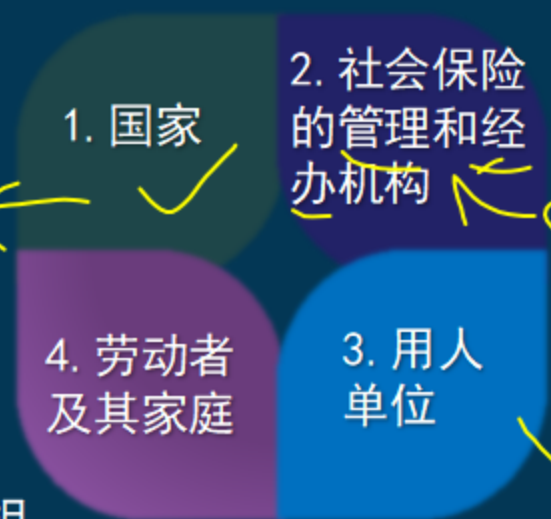 1. 国家
2. 社会保险
的管理和经
办机构
4. 劳动者
及其家庭
3. 用人
单位